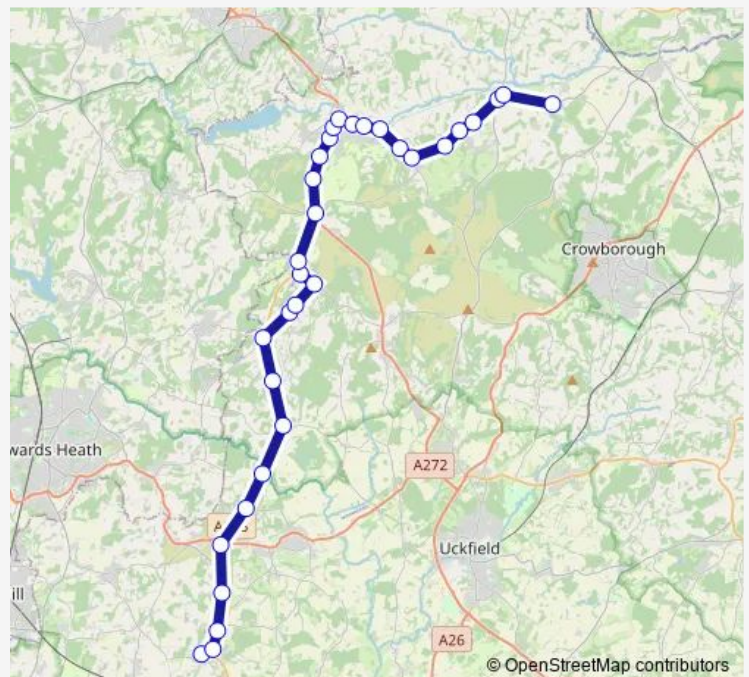 Crowborough
wards Heath
A272
Uckfield
ill
A26
© OpenStreetMap contributors